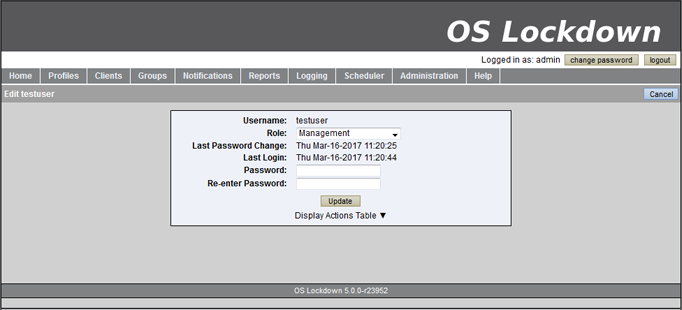 OS Lockdown
Logged in as: admin change password logout
Home Profiles Clients Groups Notifications Reports Logging Scheduler Administration Help
Edit testuser Cancel
Username: testuser
Role: Management
Last Password Change: Thu Mar-16-2017 11:20:25
Last Login: Thu Mar-16-2017 11:20:44
Password:
Re-enter Password:
Update
Display Actions Table ▼
OS Lockdown 5.0.0-r23952